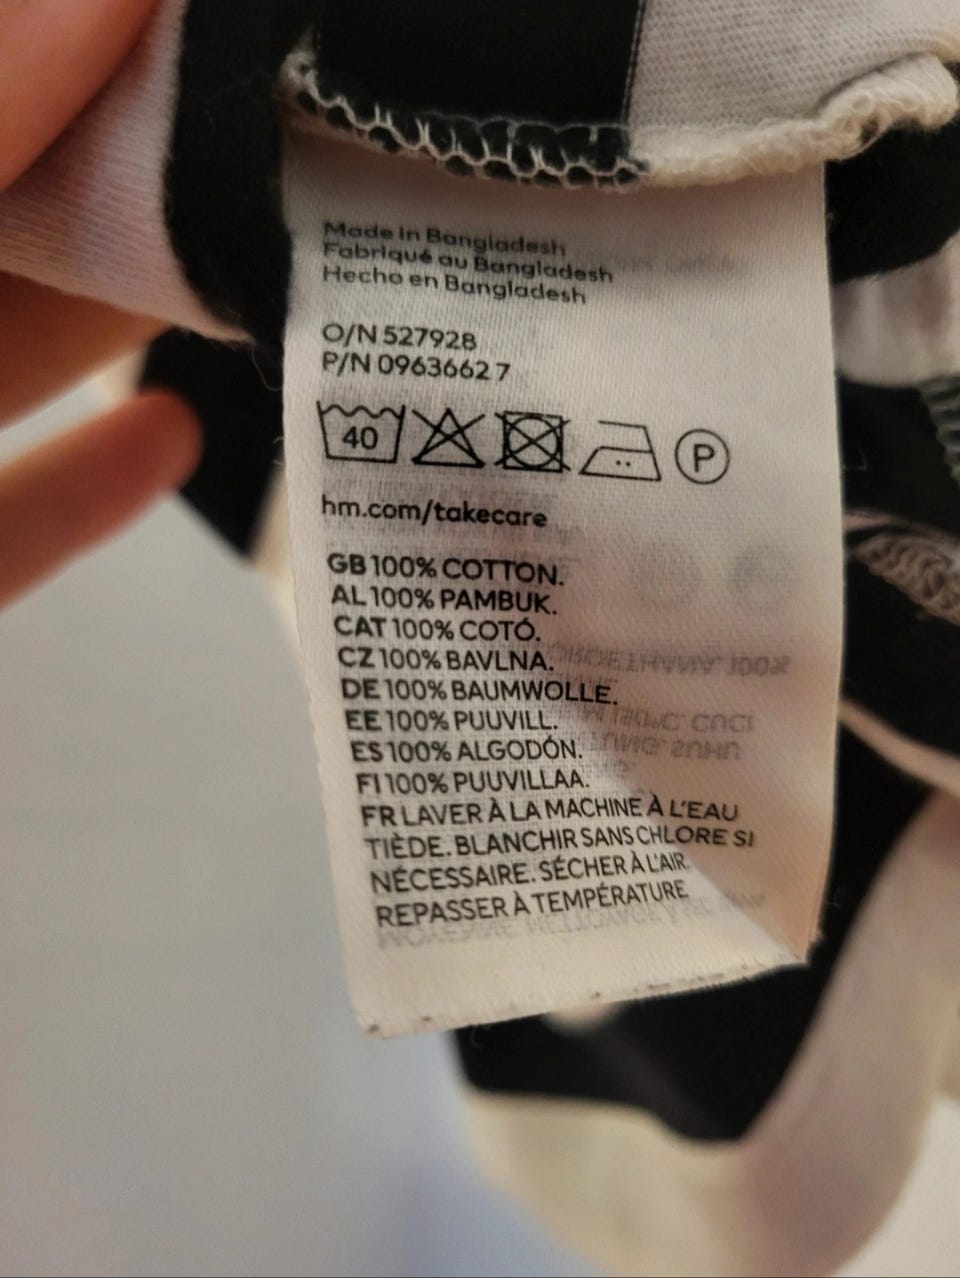 Made in Bangladesh
Fabriqué au Bangladesh
Hecho en Bangladesh
O/N 527928
P/N 09636627
40
P
hm.com/takecare
GB 100% COTTON.
AL 100% PAMBUK.
CAT 100% COTÓ.
CZ 100% BAVLNA.
DE 100% BAUMWOLLE.
EE 100% PUUVILL.
ES 100% ALGODÓN.
FI 100% PUUVILLAA.
FR LAVER À LA MACHINE À L'EAU
TIÈDE. BLANCHIR SANS CHLORE SI
NÉCESSAIRE. SÉCHER À L'AIR.
REPASSER À TEMPÉRATURE